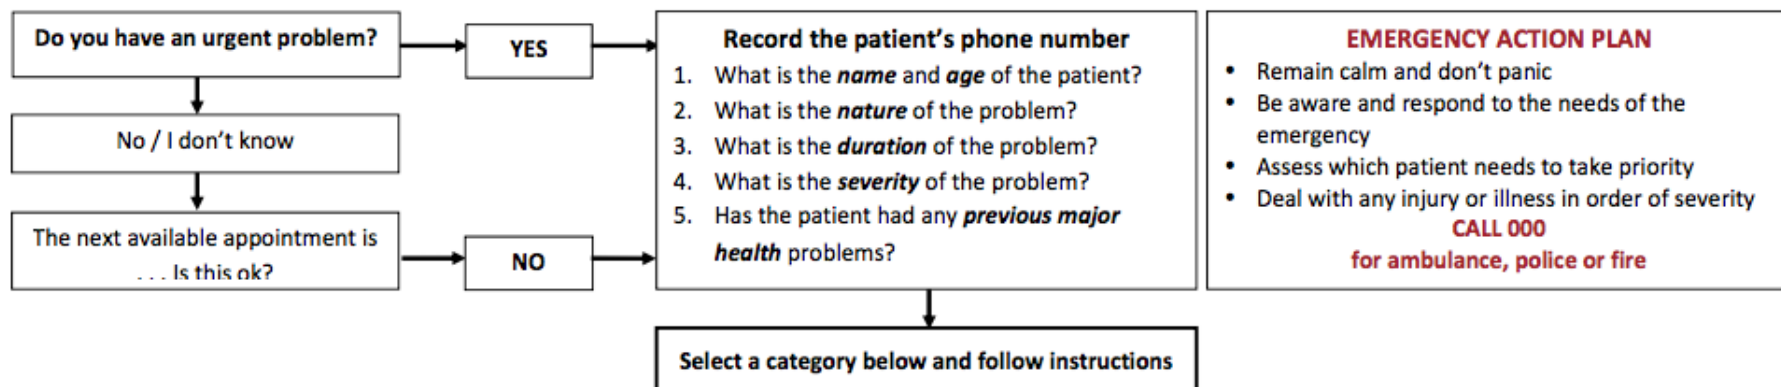 Do you have an urgent problem?
YES
No / I don't know
The next available appointment is
. . . Is this ok?
NO
Record the patient's phone number
1. What is the name and age of the patient?
2. What is the nature of the problem?
3. What is the duration of the problem?
4. What is the severity of the problem?
5. Has the patient had any previous major
health problems?
Select a category below and follow instructions
EMERGENCY ACTION PLAN
• Remain calm and don't panic
• Be aware and respond to the needs of the
emergency
• Assess which patient needs to take priority
• Deal with any injury or illness in order of severity
CALL 000
for ambulance, police or fire